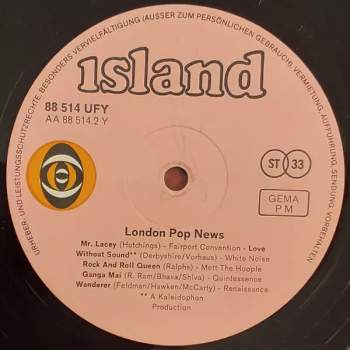 URHEBER- UND LEISTUNGSSCHUTZRECHTE, BESONDERS VERVIELFÄLTIGUNG (AUSSER ZUM PERSÖNLICHEN GEBRAUCH), VERMIETUNG, AUFFÜHRUNG, SENDUNG, VORBEHALTEN
island
88 514 UFY
AA 88 514.2 Y
ST 33
GEMA
P M
London Pop News
Mr. Lacey (Hutchings) - Fairport Convention - Love
Without Sound** (Derbyshire/Vorhaus) - White Noise
Rock And Roll Queen (Ralphs) - Mott The Hoople
Ganga Mai (R. Ram/Bhava/Shiva) - Quintessence
Wanderer (Feldman/Hawken/McCarty) - Renaissance
** A Kaleidophon
Production